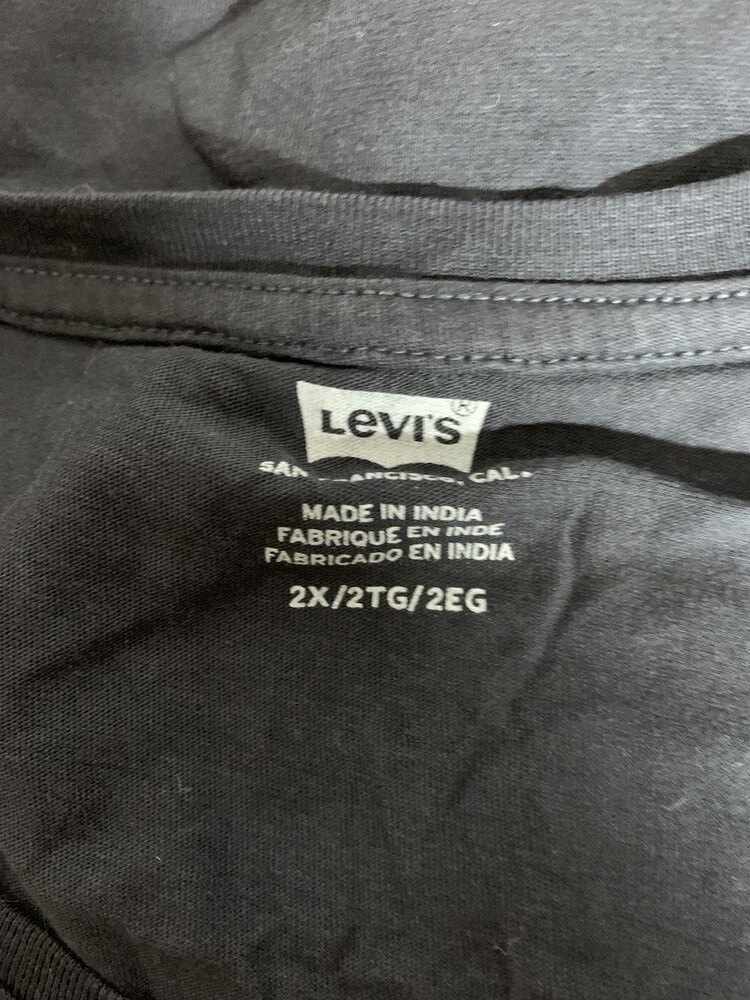 Levi's ®
SAN FRANCISCO, CAL.
MADE IN INDIA
FABRIQUE EN INDE
FABRICADO EN INDIA
2X/2TG/2EG